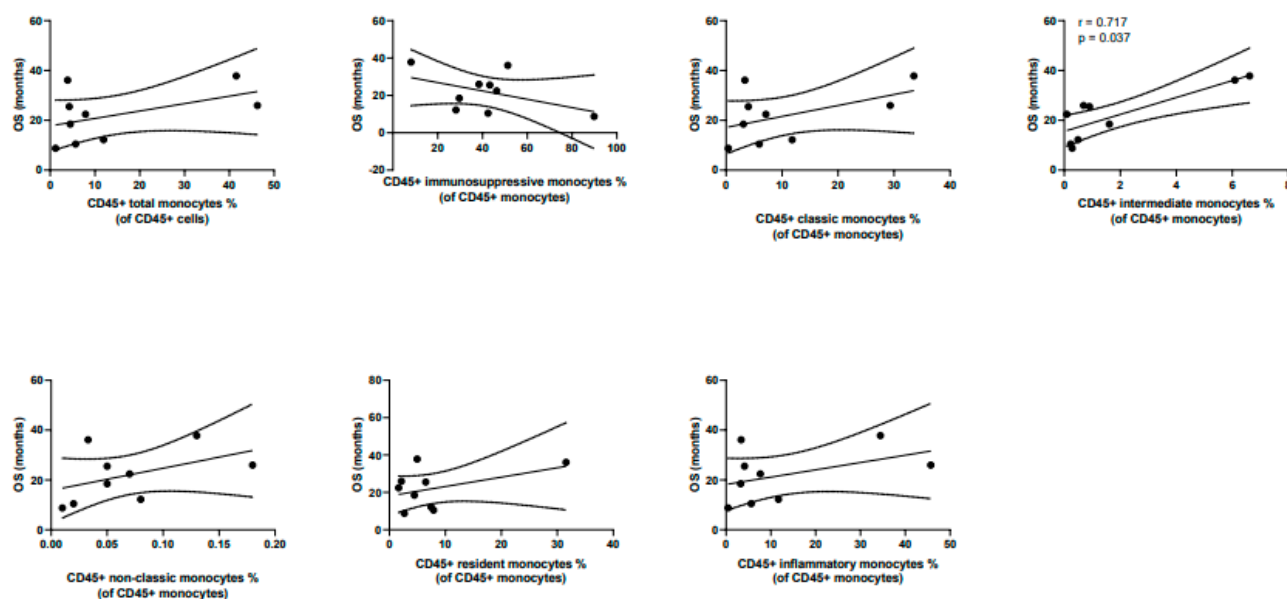 60
40
20
0
OS (months)
0 10 20 30 40 50
CD45+ total monocytes %
(of CD45+ cells)
60
40
20
0
-20
OS (months)
20 40 60 80 100
CD45+ immunosuppressive monocytes %
(of CD45+ monocytes)
60
40
20
0
OS (months)
0 10 20 30 40
CD45+ classic monocytes %
(of CD45+ monocytes)
r = 0.717
p = 0.037
60
40
20
0
OS (months)
0 2 4 6 8
CD45+ intermediate monocytes %
(of CD45+ monocytes)
60
40
20
0
OS (months)
0.00 0.05 0.10 0.15 0.20
CD45+ non-classic monocytes %
(of CD45+ monocytes)
80
60
40
20
0
OS (months)
0 10 20 30 40
CD45+ resident monocytes %
(of CD45+ monocytes)
60
40
20
0
OS (months)
0 10 20 30 40 50
CD45+ inflammatory monocytes %
(of CD45+ monocytes)